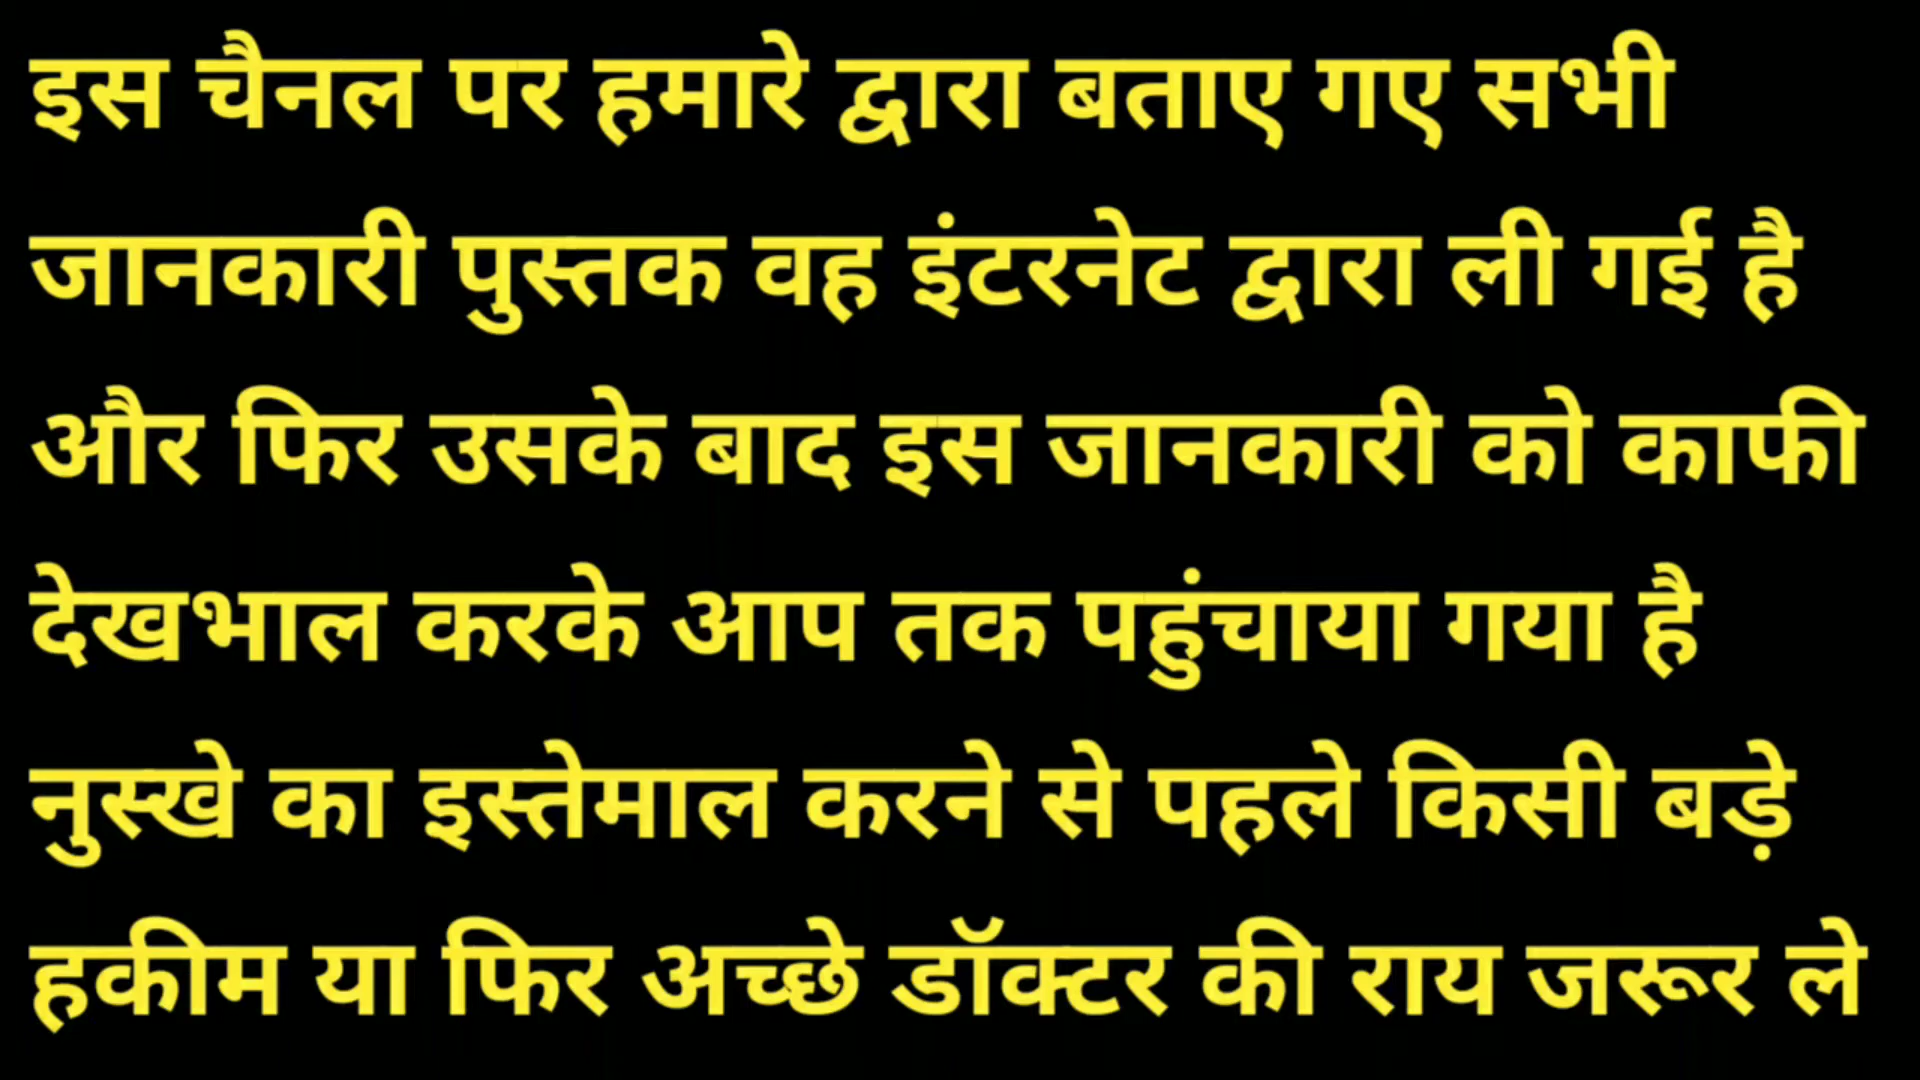 इस चैनल पर हमारे द्वारा बताए गए सभी
जानकारी पुस्तक वह इंटरनेट द्वारा ली गई है
और फिर उसके बाद इस जानकारी को काफी
देखभाल करके आप तक पहुंचाया गया है
नुस्खे का इस्तेमाल करने से पहले किसी बड़े
हकीम या फिर अच्छे डॉक्टर की राय जरूर ले